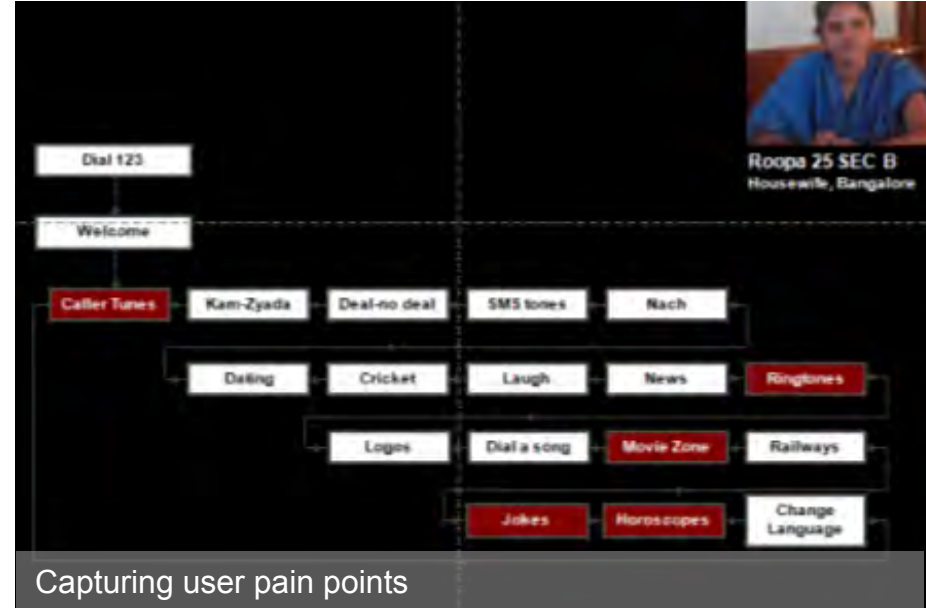 Dial 123
Roopa 25 SEC B
Housewife, Bangalore
Welcome
Caller Tunes
Kam-Zyada
Deal-no deal
SMS tones
Nach
Dating
Cricket
Laugh
News
Ringtones
Logos
Dial a song
Movie Zone
Railways
Jokes
Horoscopes
Change
Language
Capturing user pain points